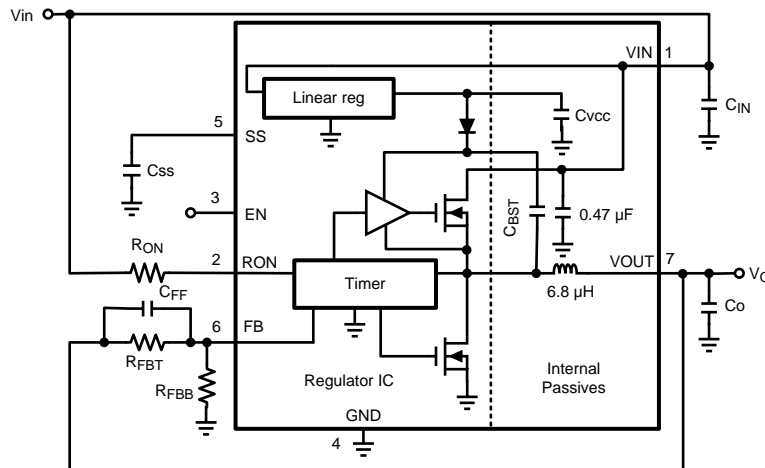 Vin
VIN
1
Linear reg
Cvcc
CIN
5
SS
Css
3
EN
CBST
0.47 µF
RON
2
RON
Timer
VOUT
7
6.8 µH
VO
Co
CFF
6
FB
RFBT
RFBB
Regulator IC
Internal
Passives
GND
4